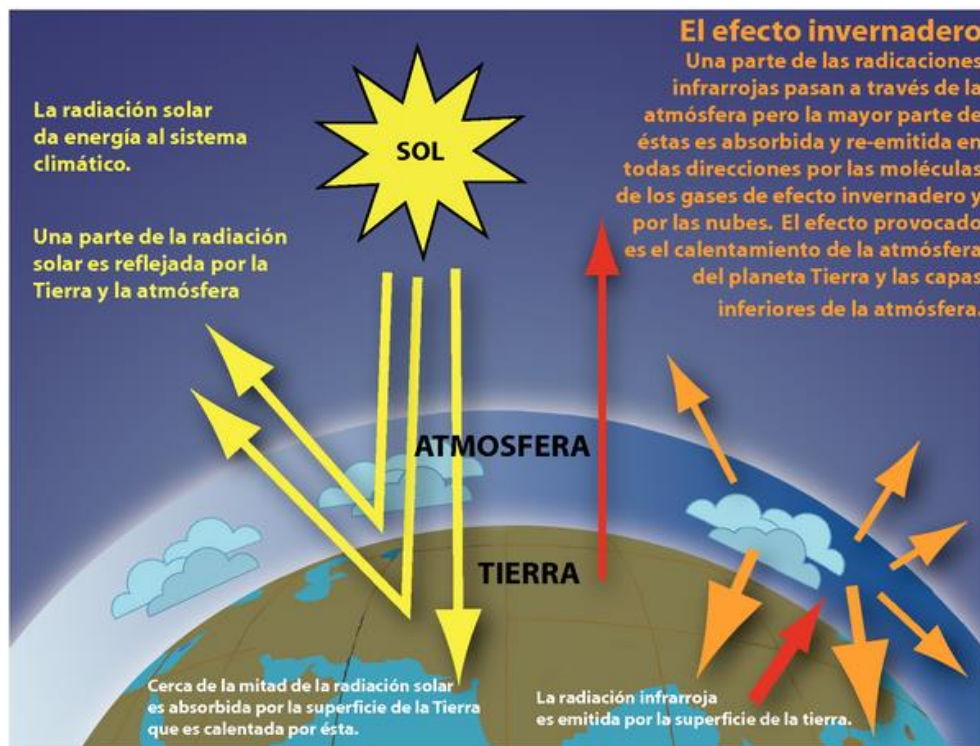 La radiación solar
da energía al sistema
climático.
Una parte de la radiación
solar es reflejada por la
Tierra y la atmósfera
SOL
El efecto invernadero
Una parte de las radicaciones
infrarrojas pasan a través de la
atmósfera pero la mayor parte de
éstas es absorbida y re-emitida en
todas direcciones por las moléculas
de los gases de efecto invernadero y
por las nubes. El efecto provocado
es el calentamiento de la atmósfera
del planeta Tierra y las capas
inferiores de la atmósfera.
ATMOSFERA
TIERRA
Cerca de la mitad de la radiación solar
es absorbida por la superficie de la Tierra
que es calentada por ésta.
La radiación infrarroja
es emitida por la superficie de la tierra.